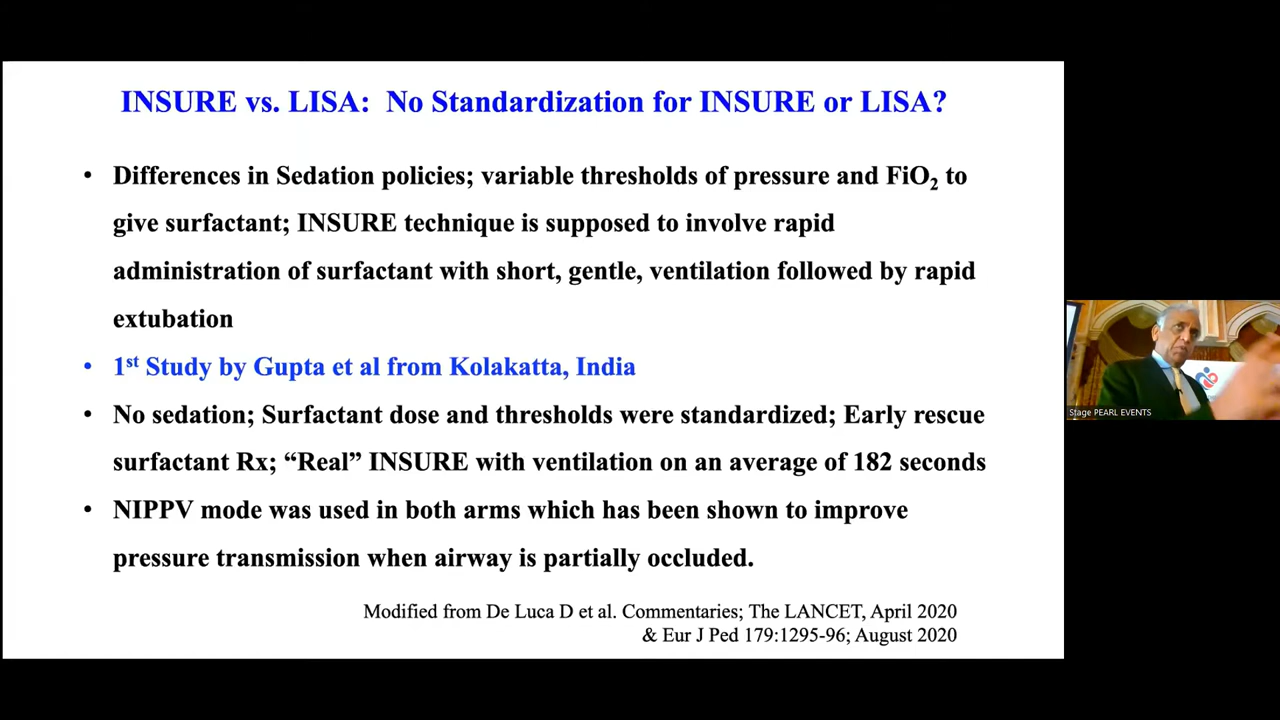 INSURE vs. LISA: No Standardization for INSURE or LISA?
• Differences in Sedation policies; variable thresholds of pressure and FiO₂ to
give surfactant; INSURE technique is supposed to involve rapid
administration of surfactant with short, gentle, ventilation followed by rapid
extubation
• 1st Study by Gupta et al from Kolakatta, India
• No sedation; Surfactant dose and thresholds were standardized; Early rescue
surfactant Rx; “Real” INSURE with ventilation on an average of 182 seconds
• NIPPV mode was used in both arms which has been shown to improve
pressure transmission when airway is partially occluded.
Modified from De Luca D et al. Commentaries; The LANCET, April 2020
& Eur J Ped 179:1295-96; August 2020
Stage PEARL EVENTS